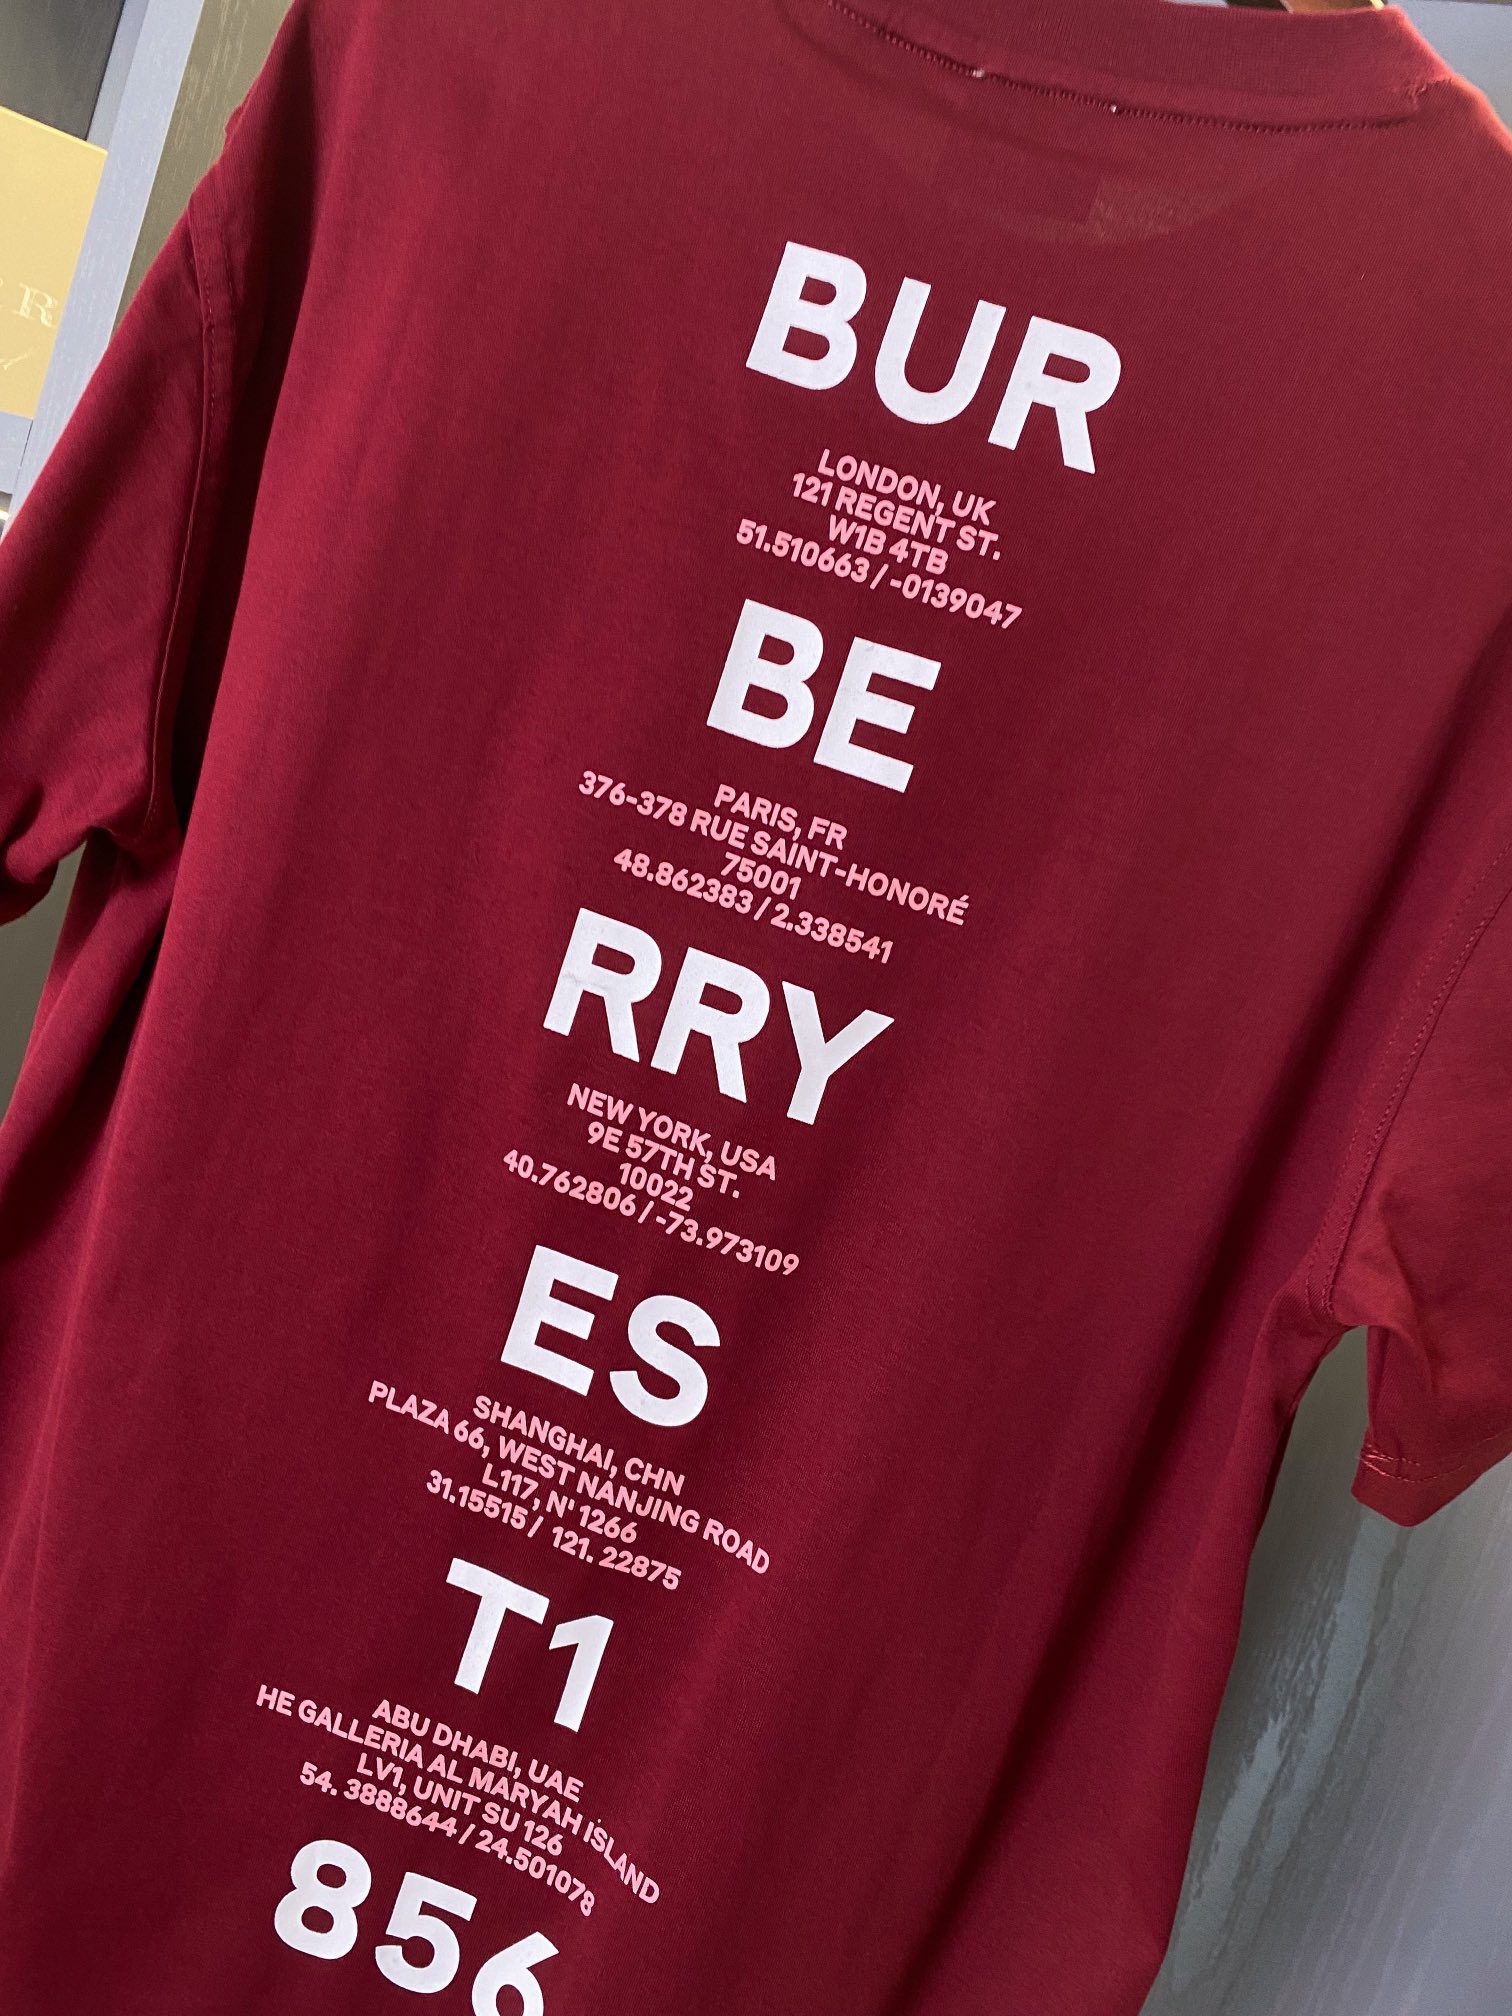 BUR
LONDON, UK
121 REGENT ST.
W1B 4TB
51.510663 / -0139047
BE
PARIS, FR
376-378 RUE SAINT-HONORÉ
75001
48.862383 / 2.338541
RRY
NEW YORK, USA
9E 57TH ST.
10022
40.762806 / -73.973109
ES
SHANGHAI, CHN
PLAZA 66, WEST NANJING ROAD
L117, N' 1266
31.15515 / 121. 22875
T1
ABU DHABI, UAE
HE GALLERIA AL MARYAH ISLAND
LV1, UNIT SU 126
54. 3888644 / 24.501078
856